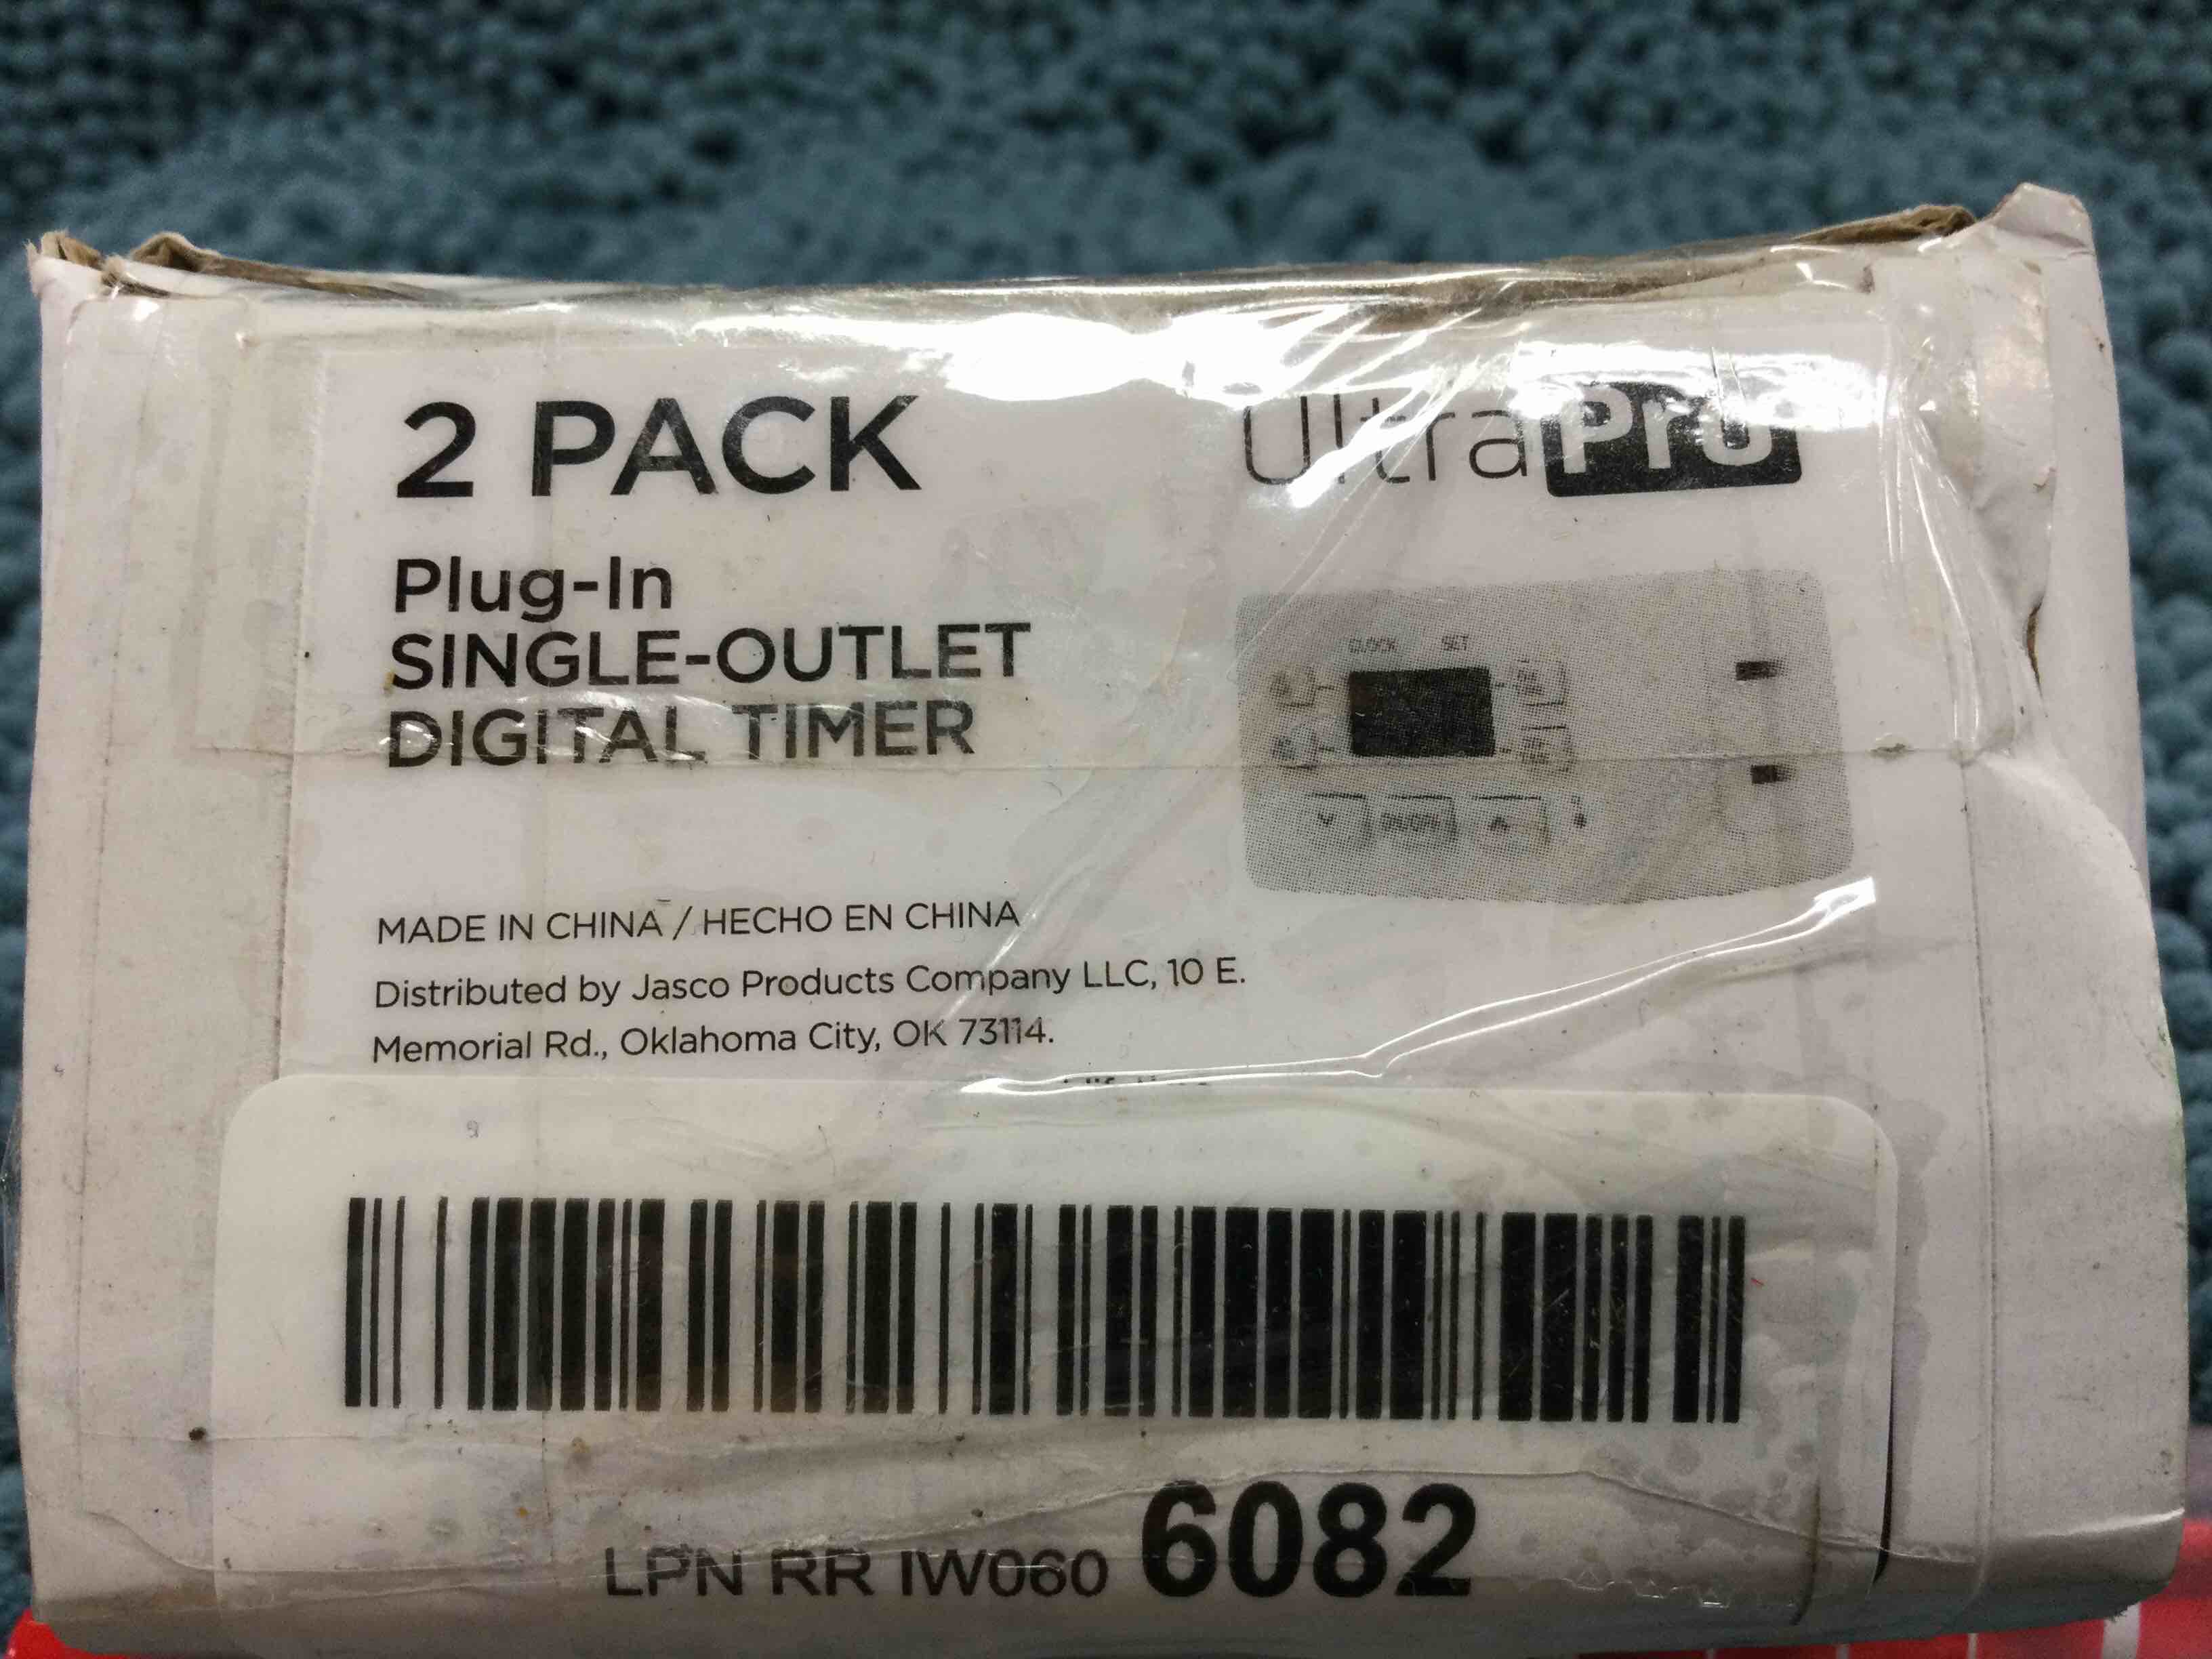 2 PACK
UltraPro
Plug-In
SINGLE-OUTLET
DIGITAL TIMER
CLOCK SET
MADE IN CHINA / HECHO EN CHINA
Distributed by Jasco Products Company LLC, 10 E.
Memorial Rd., Oklahoma City, OK 73114.
LPN RR IW060 6082